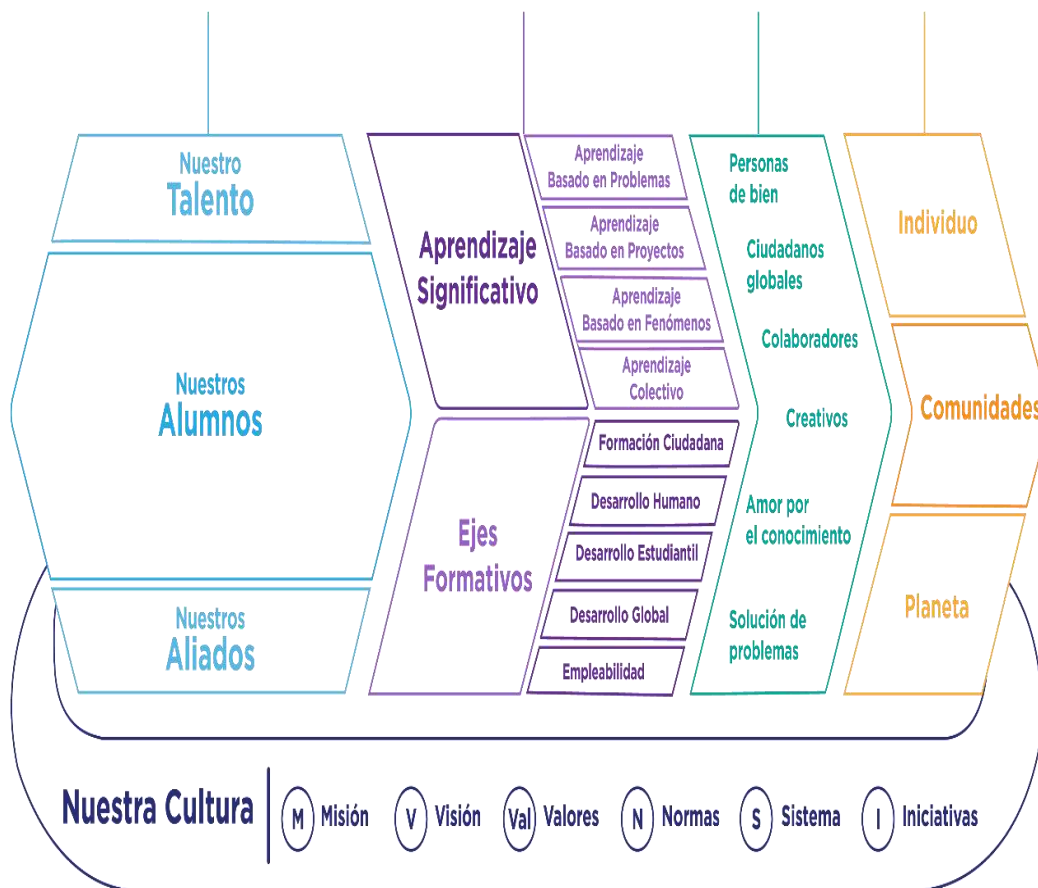 Nuestro
Talento
Nuestros
Alumnos
Nuestros
Aliados
Aprendizaje
Significativo
Aprendizaje
Basado en Problemas
Aprendizaje
Basado en Proyectos
Aprendizaje
Basado en Fenómenos
Aprendizaje
Colectivo
Ejes
Formativos
Formación Ciudadana
Desarrollo Humano
Desarrollo Estudiantil
Desarrollo Global
Empleabilidad
Personas
de bien
Ciudadanos
globales
Colaboradores
Creativos
Amor por
el conocimiento
Solución de
problemas
Individuo
Comunidades
Planeta
Nuestra Cultura
M Misión
V Visión
Val Valores
N Normas
S Sistema
I Iniciativas